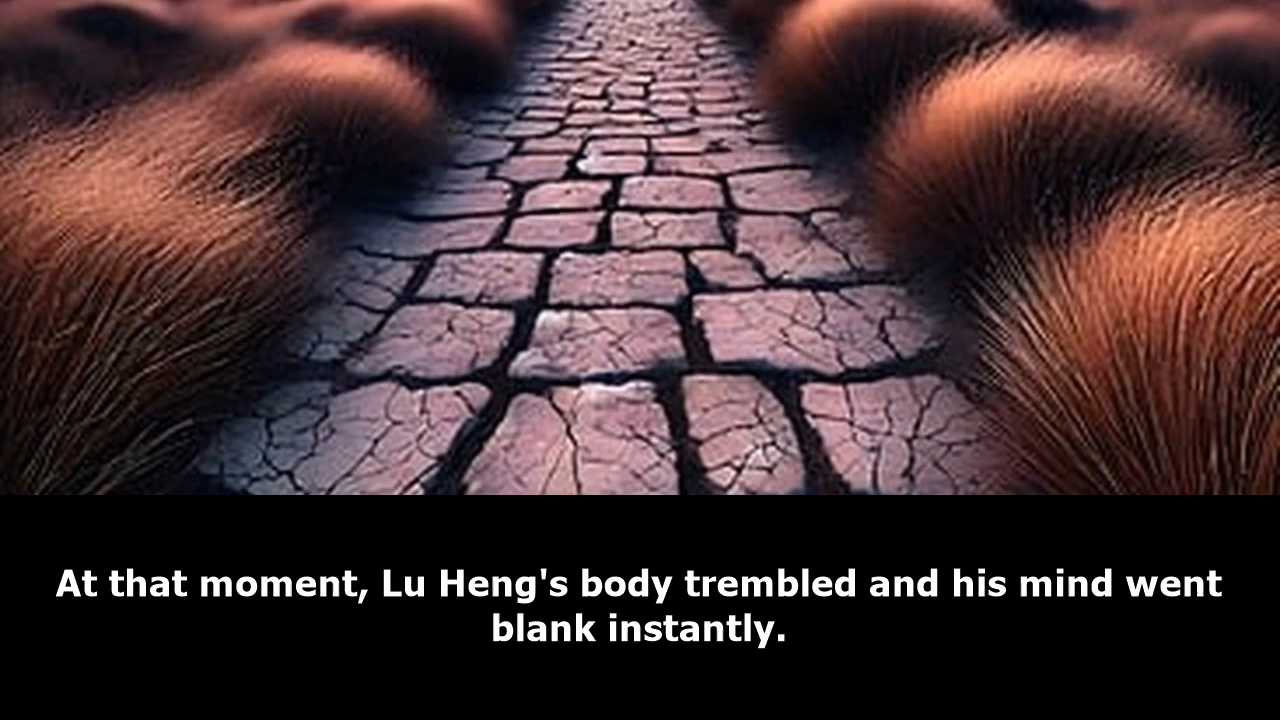 At that moment, Lu Heng's body trembled and his mind went
blank instantly.